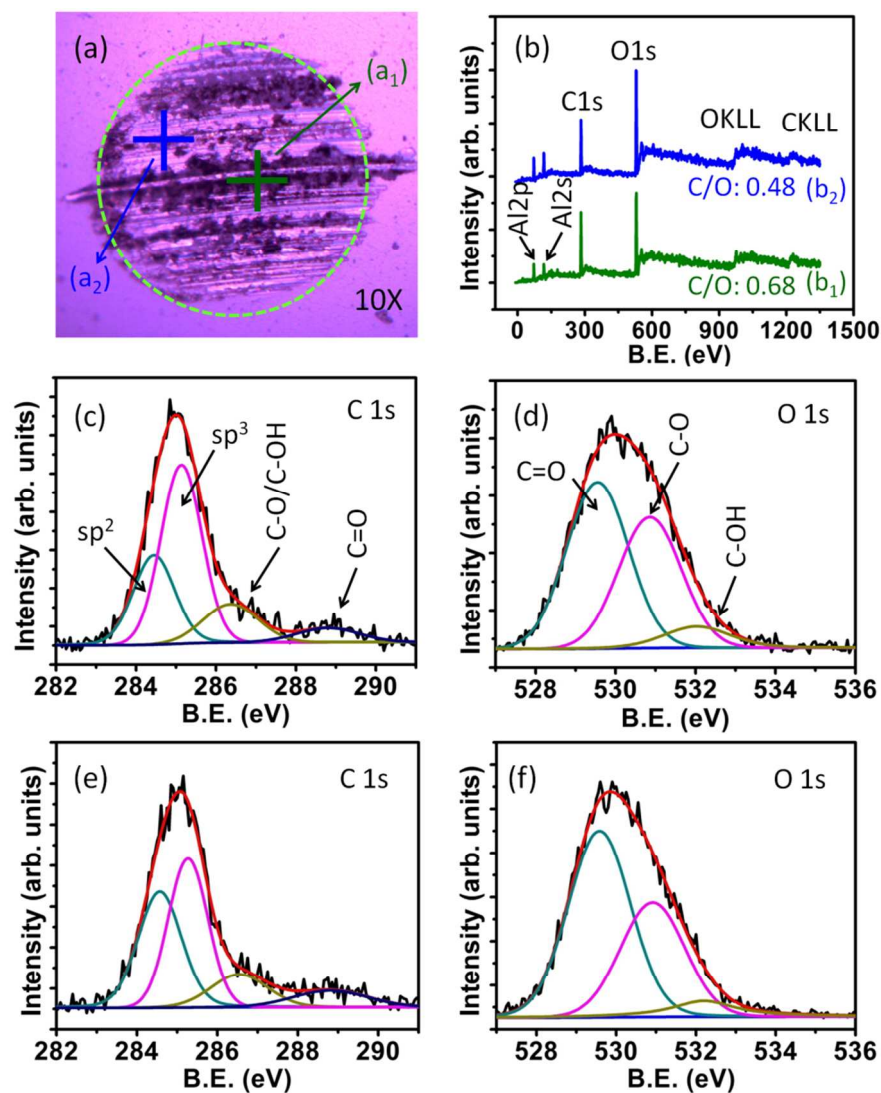 (a)
(a₁)
(a₂)
10X
(b)
O1s
C1s
OKLL
CKLL
Al2p
Al2s
C/O: 0.48 (b₂)
C/O: 0.68 (b₁)
Intensity (arb. units)
0 300 600 900 1200 1500
B.E. (eV)
(c)
C 1s
sp²
sp³
C-O/C-OH
C=O
Intensity (arb. units)
282 284 286 288 290
B.E. (eV)
(d)
O 1s
C=O
C-O
C-OH
Intensity (arb. units)
528 530 532 534 536
B.E. (eV)
(e)
C 1s
Intensity (arb. units)
282 284 286 288 290
B.E. (eV)
(f)
O 1s
Intensity (arb. units)
528 530 532 534 536
B.E. (eV)